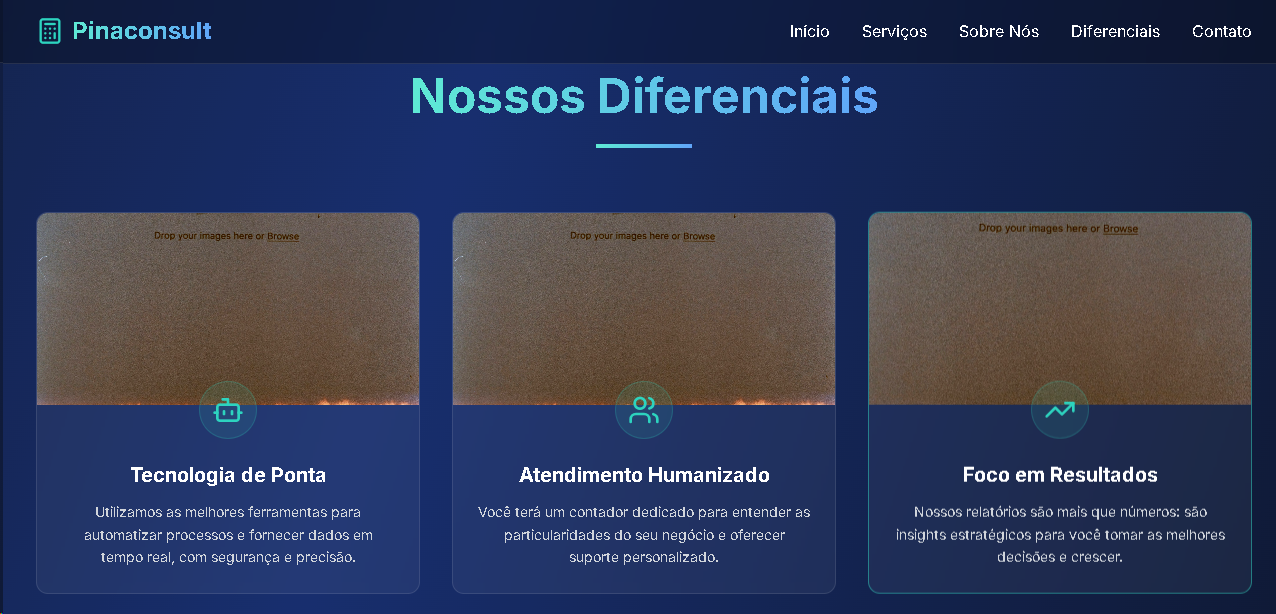 Pinaconsult
Início Serviços Sobre Nós Diferenciais Contato
Nossos Diferenciais
Drop your images here or Browse
Drop your images here or Browse
Drop your images here or Browse
Tecnologia de Ponta
Utilizamos as melhores ferramentas para
automatizar processos e fornecer dados em
tempo real, com segurança e precisão.
Atendimento Humanizado
Você terá um contador dedicado para entender as
particularidades do seu negócio e oferecer
suporte personalizado.
Foco em Resultados
Nossos relatórios são mais que números: são
insights estratégicos para você tomar as melhores
decisões e crescer.